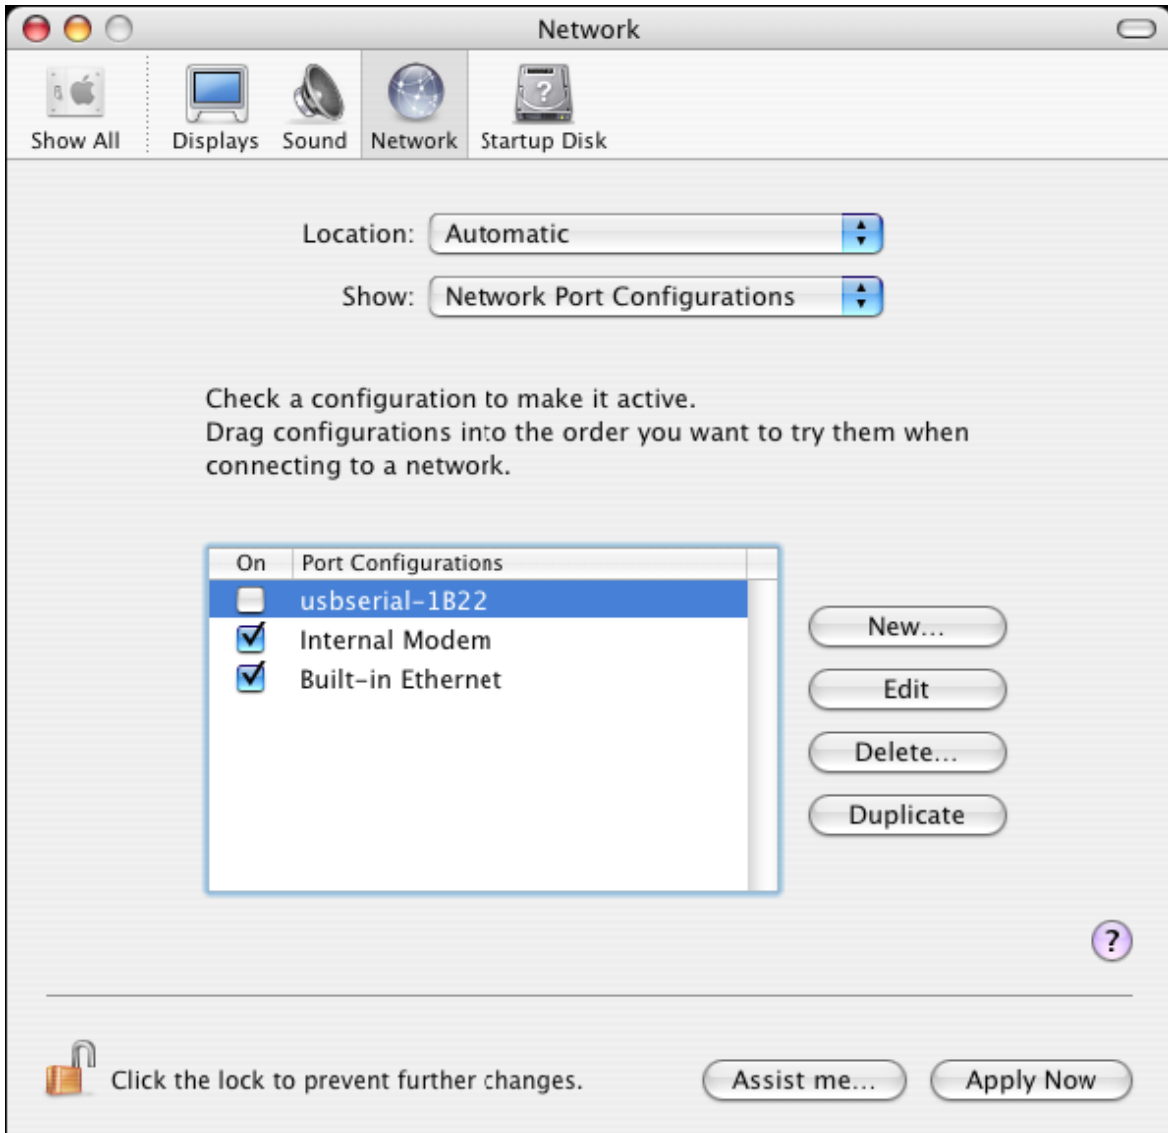 Network
Show All Displays Sound Network Startup Disk
Location: Automatic
Show: Network Port Configurations
Check a configuration to make it active.
Drag configurations into the order you want to try them when
connecting to a network.
On Port Configurations
usbserial-1B22
Internal Modem
Built-in Ethernet
New...
Edit
Delete...
Duplicate
?
Click the lock to prevent further changes. Assist me... Apply Now